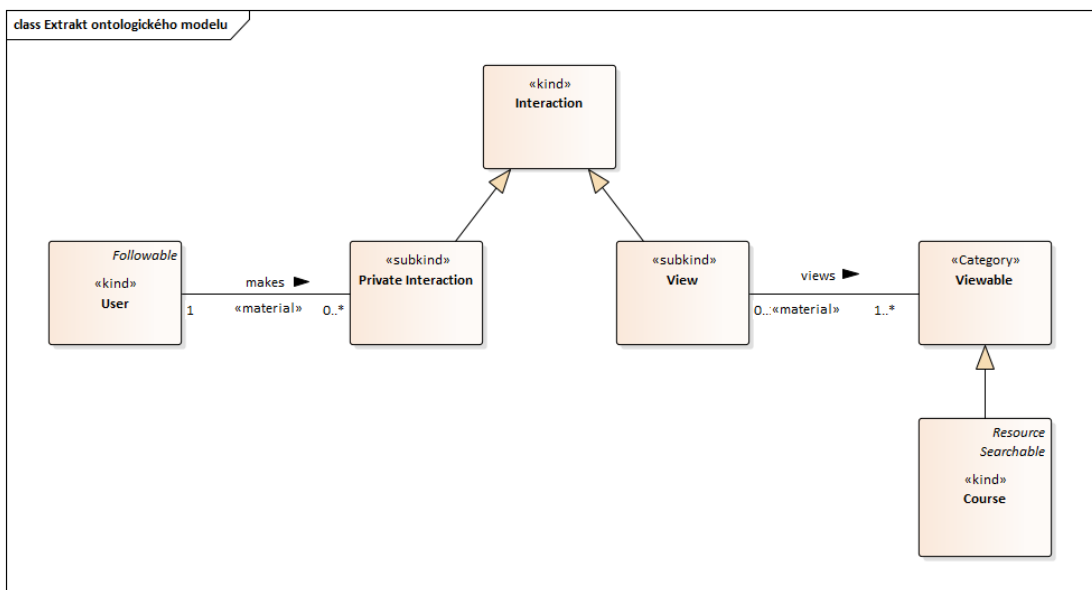 class Extrakt ontologického modelu
«kind»
Interaction
Followable
«kind»
User
makes
1
«material»
0..*
«subkind»
Private Interaction
«subkind»
View
views
0..
«material»
1..*
«Category»
Viewable
Resource
Searchable
«kind»
Course